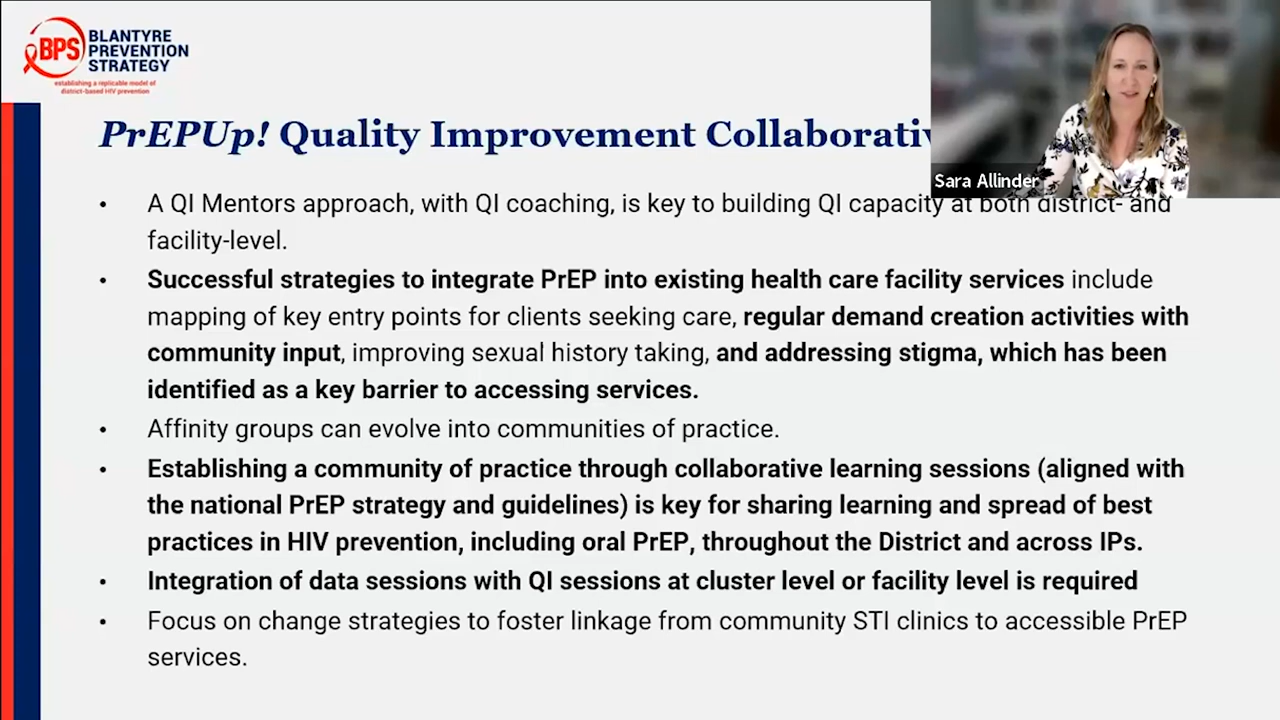 BPS
BLANTYRE
PREVENTION
STRATEGY
establishing a replicable model of
district-based HIV prevention
PrEPUp! Quality Improvement Collaborativ
Sara Allinder
• A QI Mentors approach, with QI coaching, is key to building QI capacity at both district- and
facility-level.
• Successful strategies to integrate PrEP into existing health care facility services include
mapping of key entry points for clients seeking care, regular demand creation activities with
community input, improving sexual history taking, and addressing stigma, which has been
identified as a key barrier to accessing services.
• Affinity groups can evolve into communities of practice.
• Establishing a community of practice through collaborative learning sessions (aligned with
the national PrEP strategy and guidelines) is key for sharing learning and spread of best
practices in HIV prevention, including oral PrEP, throughout the District and across IPs.
• Integration of data sessions with QI sessions at cluster level or facility level is required
• Focus on change strategies to foster linkage from community STI clinics to accessible PrEP
services.